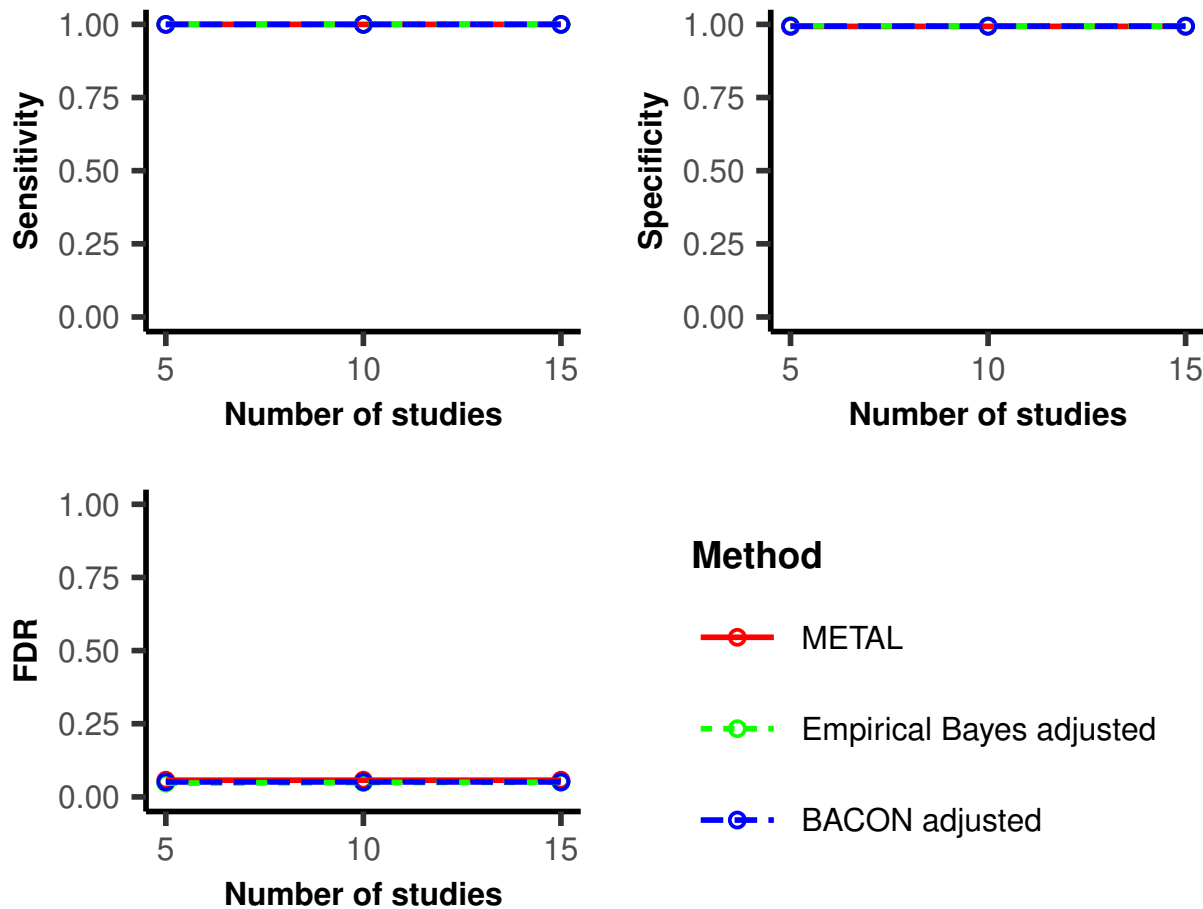 Sensitivity
1.00
0.75
0.50
0.25
0.00
5 10 15
Number of studies
Specificity
1.00
0.75
0.50
0.25
0.00
5 10 15
Number of studies
FDR
1.00
0.75
0.50
0.25
0.00
5 10 15
Number of studies
Method
METAL
Empirical Bayes adjusted
BACON adjusted